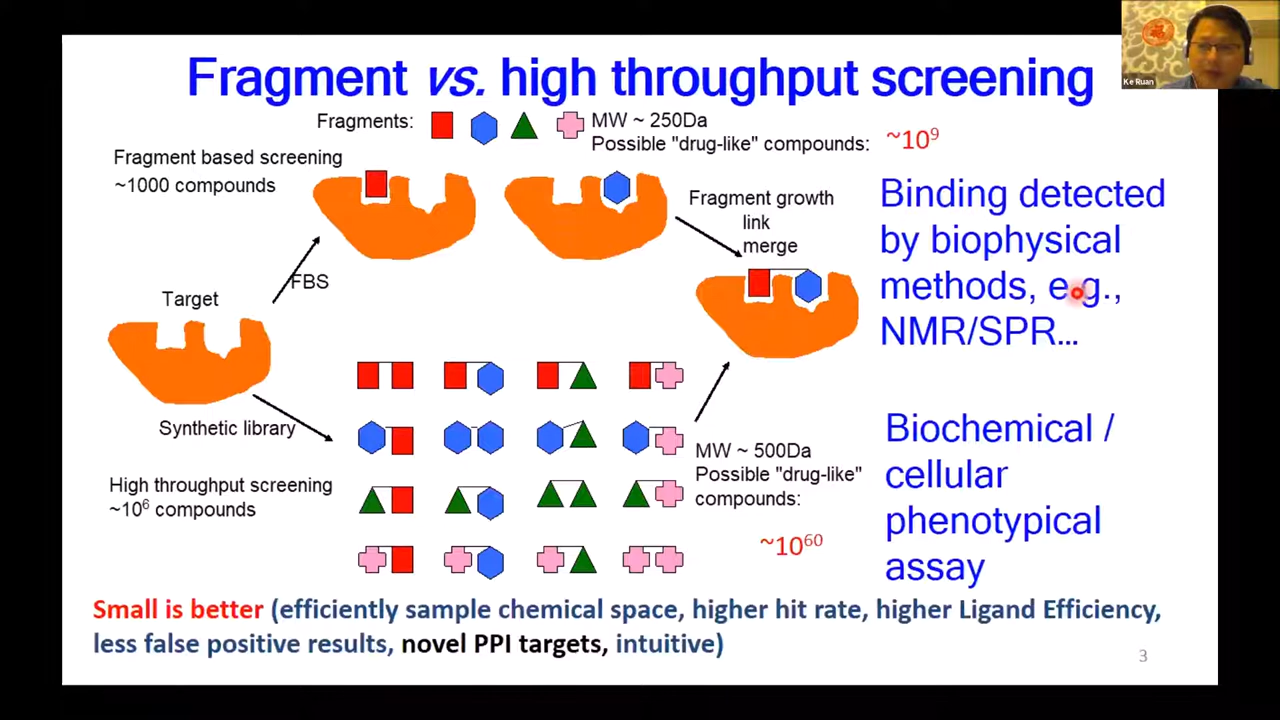 Fragment vs. high throughput screening
Ke Ruan
Fragments:
MW ~ 250Da
Possible "drug-like" compounds: ~10⁹
Fragment based screening
~1000 compounds
Fragment growth
link
merge
FBS
Target
Synthetic library
High throughput screening
~10⁶ compounds
MW ~ 500Da
Possible "drug-like"
compounds:
~10⁶⁰
Binding detected
by biophysical
methods, e.g.,
NMR/SPR...
Biochemical /
cellular
phenotypical
assay
Small is better (efficiently sample chemical space, higher hit rate, higher Ligand Efficiency,
less false positive results, novel PPI targets, intuitive)
3